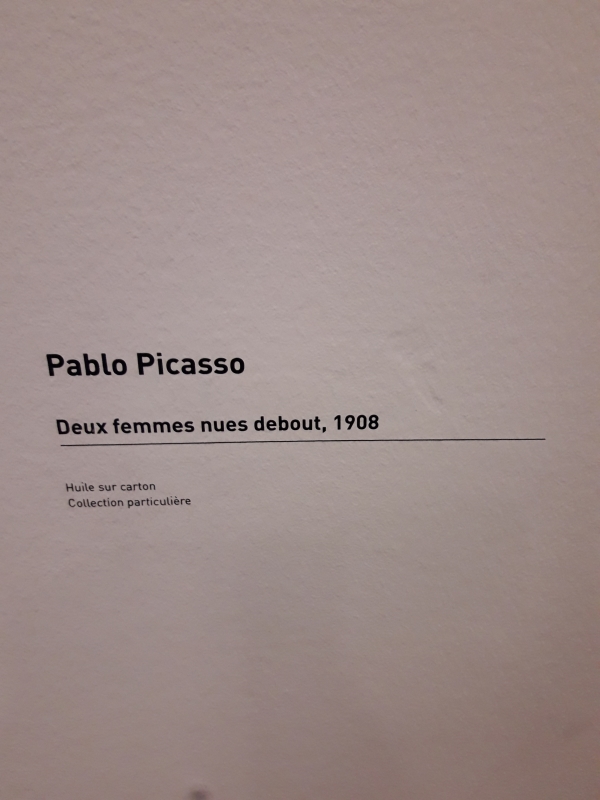 Pablo Picasso
Deux femmes nues debout, 1908
Huile sur carton
Collection particulière